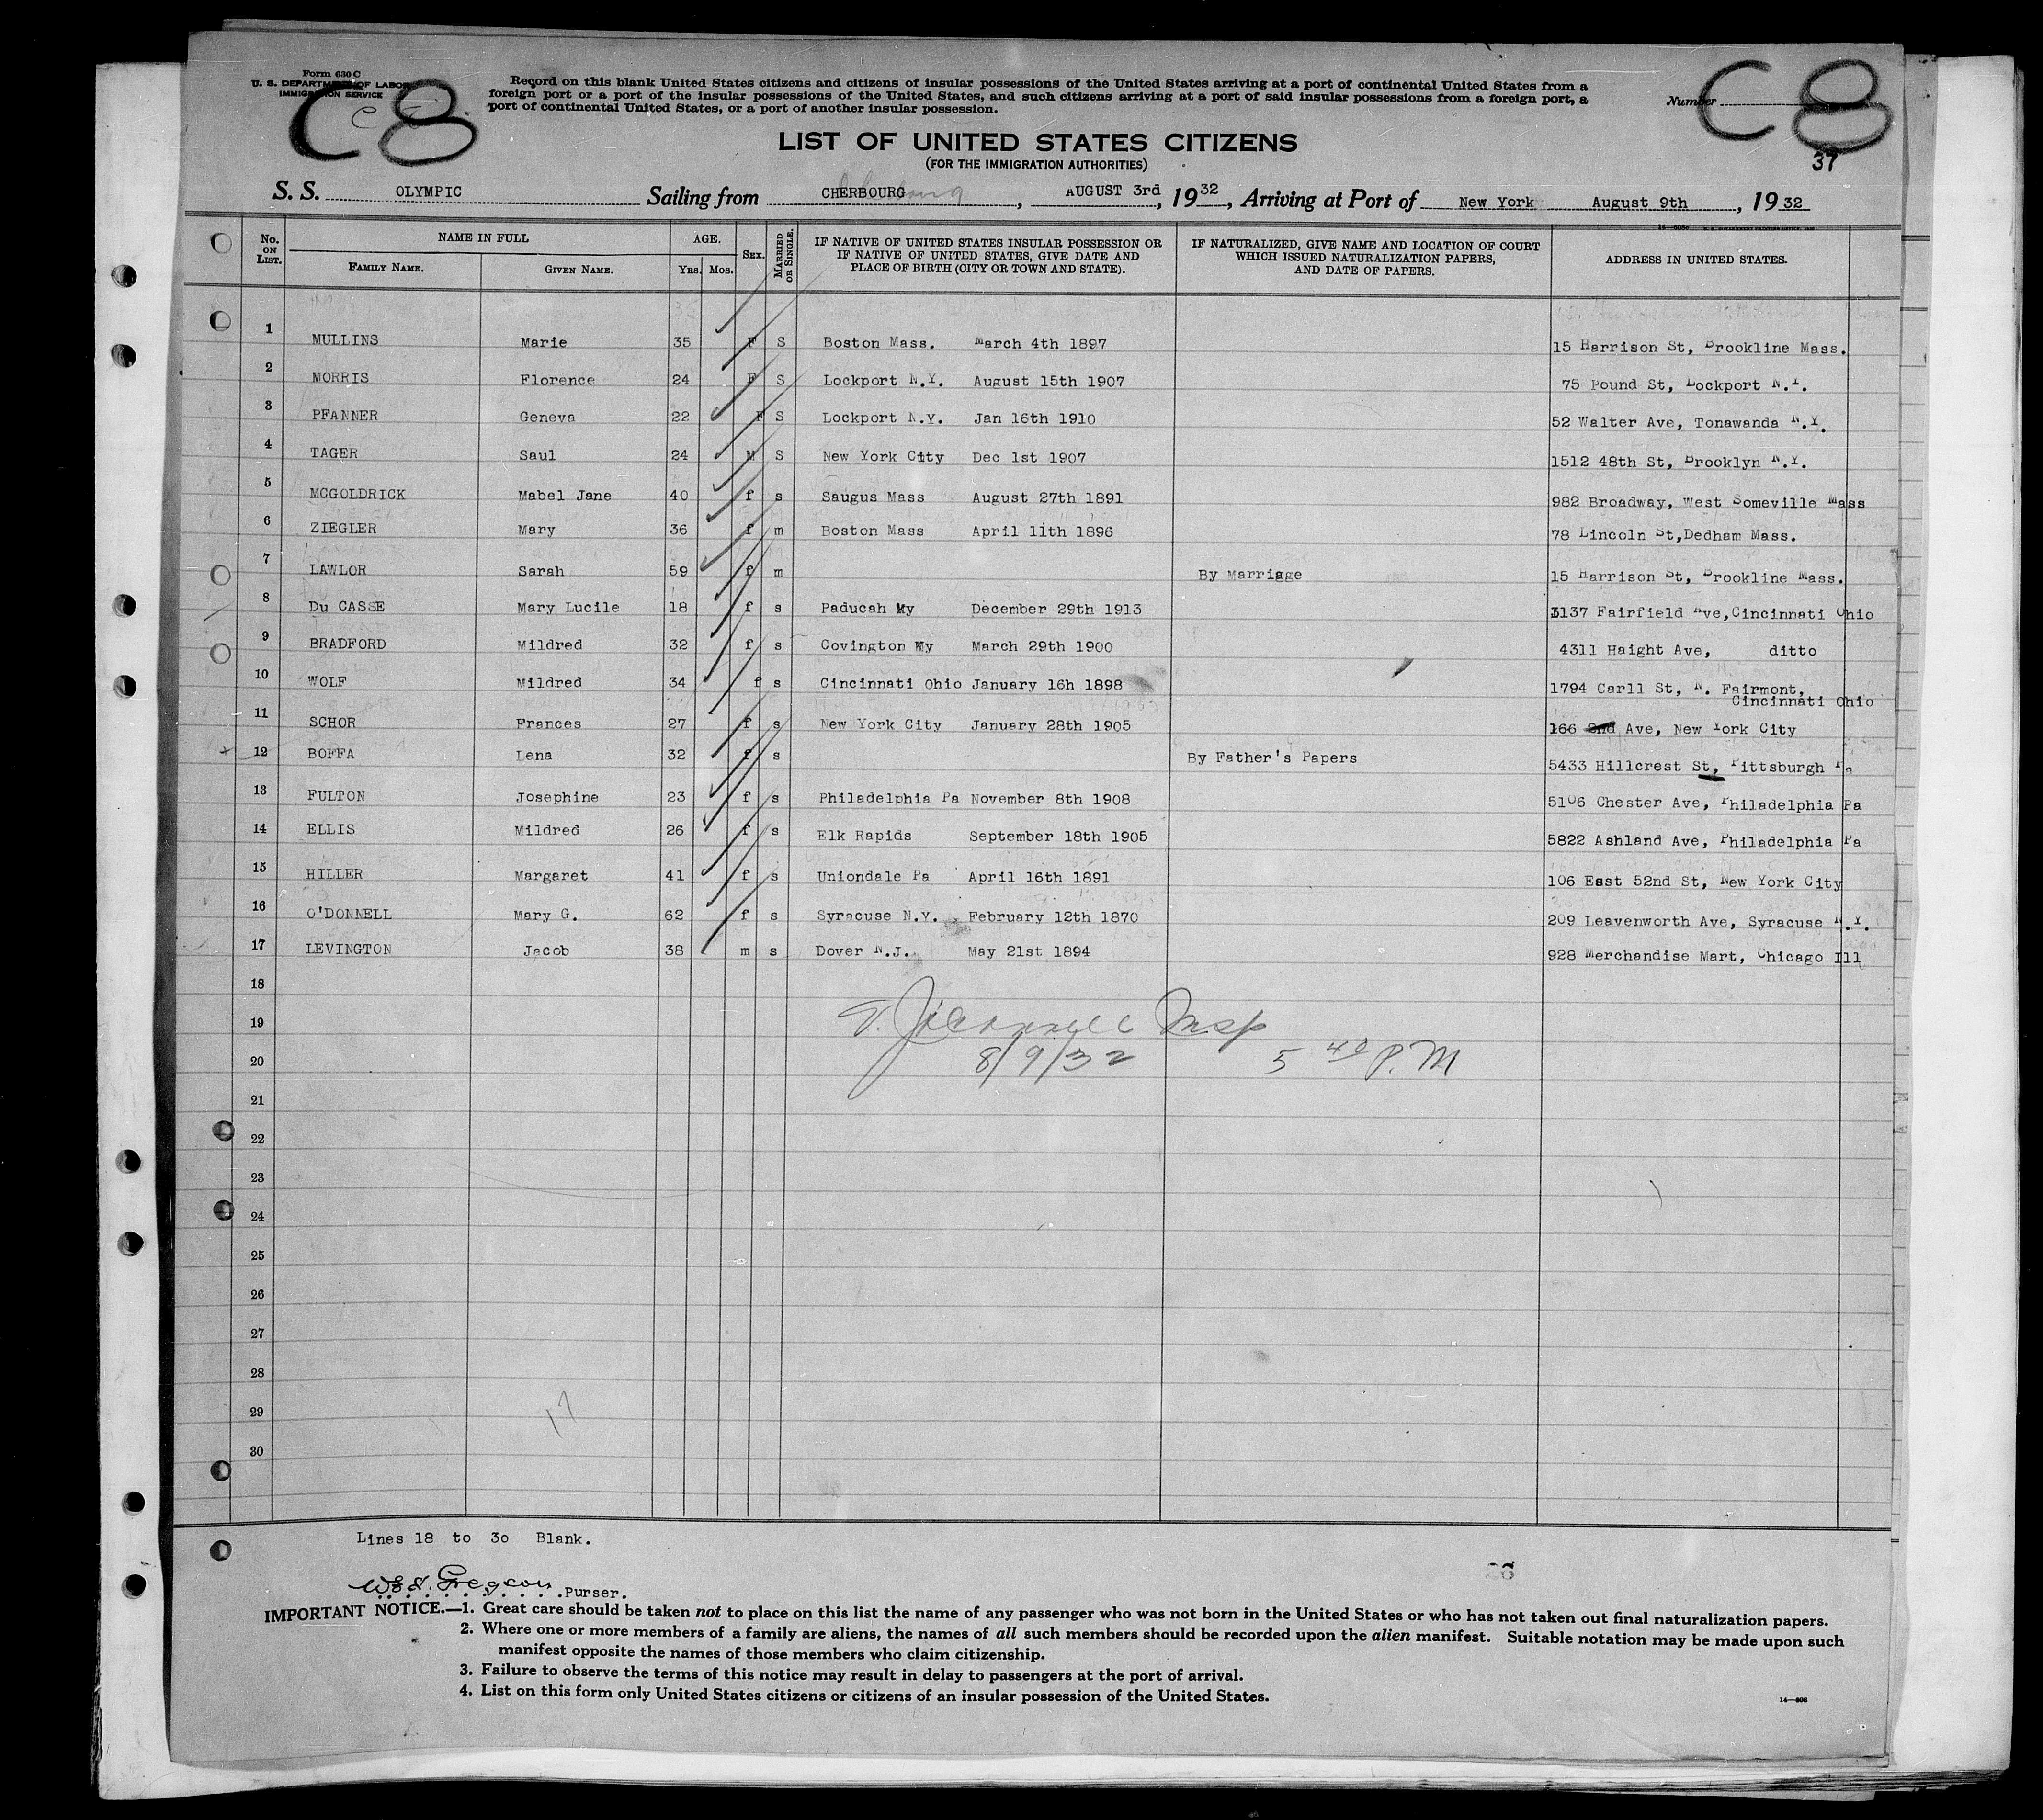 Form 630 C
U. S. DEPARTMENT OF LABOR
IMMIGRATION SERVICE
C8
Record on this blank United States citizens and citizens of insular possessions of the United States arriving at a port of continental United States from a
foreign port or a port of the insular possessions of the United States, and such citizens arriving at a port of said insular possessions from a foreign port, a
port of continental United States, or a port of another insular possession.
Number
C8
37
LIST OF UNITED STATES CITIZENS
(FOR THE IMMIGRATION AUTHORITIES)
S. S. OLYMPIC Sailing from CHERBOURG, AUGUST 3rd, 1932, Arriving at Port of New York August 9th, 1932
No. ON LIST. NAME IN FULL FAMILY NAME. GIVEN NAME. AGE. Yrs. Mos. SEX. MARRIED OR SINGLE. IF NATIVE OF UNITED STATES INSULAR POSSESSION OR IF NATIVE OF UNITED STATES, GIVE DATE AND PLACE OF BIRTH (CITY OR TOWN AND STATE). IF NATURALIZED, GIVE NAME AND LOCATION OF COURT WHICH ISSUED NATURALIZATION PAPERS, AND DATE OF PAPERS. ADDRESS IN UNITED STATES.
1 MULLINS Marie 35 F S Boston Mass. March 4th 1897 15 Harrison St, Brookline Mass.
2 MORRIS Florence 24 F S Lockport N.Y. August 15th 1907 75 Pound St, Lockport N.Y.
3 PFANNER Geneva 22 F S Lockport N.Y. Jan 16th 1910 52 Walter Ave, Tonawanda N.Y.
4 TAGER Saul 24 M S New York City Dec 1st 1907 1512 48th St, Brooklyn N.Y.
5 MCGOLDRICK Mabel Jane 40 f s Saugus Mass August 27th 1891 982 Broadway, West Someville Mass
6 ZIEGLER Mary 36 f m Boston Mass April 11th 1896 78 Lincoln St,Dedham Mass.
7 LAWLOR Sarah 59 f m By Marriage 15 Harrison St, Brookline Mass.
8 Du CASSE Mary Lucile 18 f s Paducah Ky December 29th 1913 3137 Fairfield Ave,Cincinnati Ohio
9 BRADFORD Mildred 32 f s Covington Ky March 29th 1900 4311 Haight Ave, ditto
10 WOLF Mildred 34 f s Cincinnati Ohio January 16h 1898 1794 Carll St, N. Fairmont,
Cincinnati Ohio
11 SCHOR Frances 27 f s New York City January 28th 1905 166 2nd Ave, New York City
12 BOFFA Lena 32 f s By Father's Papers 5433 Hillcrest St, Pittsburgh Pa
13 FULTON Josephine 23 f s Philadelphia Pa November 8th 1908 5106 Chester Ave, Philadelphia Pa
14 ELLIS Mildred 26 f s Elk Rapids September 18th 1905 5822 Ashland Ave, Philadelphia Pa
15 HILLER Margaret 41 f s Uniondale Pa April 16th 1891 106 East 52nd St, New York City
16 O'DONNELL Mary G. 62 f s Syracuse N.Y. February 12th 1870 209 Leavenworth Ave, Syracuse N.Y.
17 LEVINGTON Jacob 38 m s Dover N.J. May 21st 1894 928 Merchandise Mart, Chicago Ill
18
19 Insp
20 8/9/32 5 40 P.M
21
22
23
24
25
26
27
28
29
17
30
Lines 18 to 30 Blank.
Purser.
IMPORTANT NOTICE.—1. Great care should be taken not to place on this list the name of any passenger who was not born in the United States or who has not taken out final naturalization papers.
2. Where one or more members of a family are aliens, the names of all such members should be recorded upon the alien manifest. Suitable notation may be made upon such
manifest opposite the names of those members who claim citizenship.
3. Failure to observe the terms of this notice may result in delay to passengers at the port of arrival.
4. List on this form only United States citizens or citizens of an insular possession of the United States.